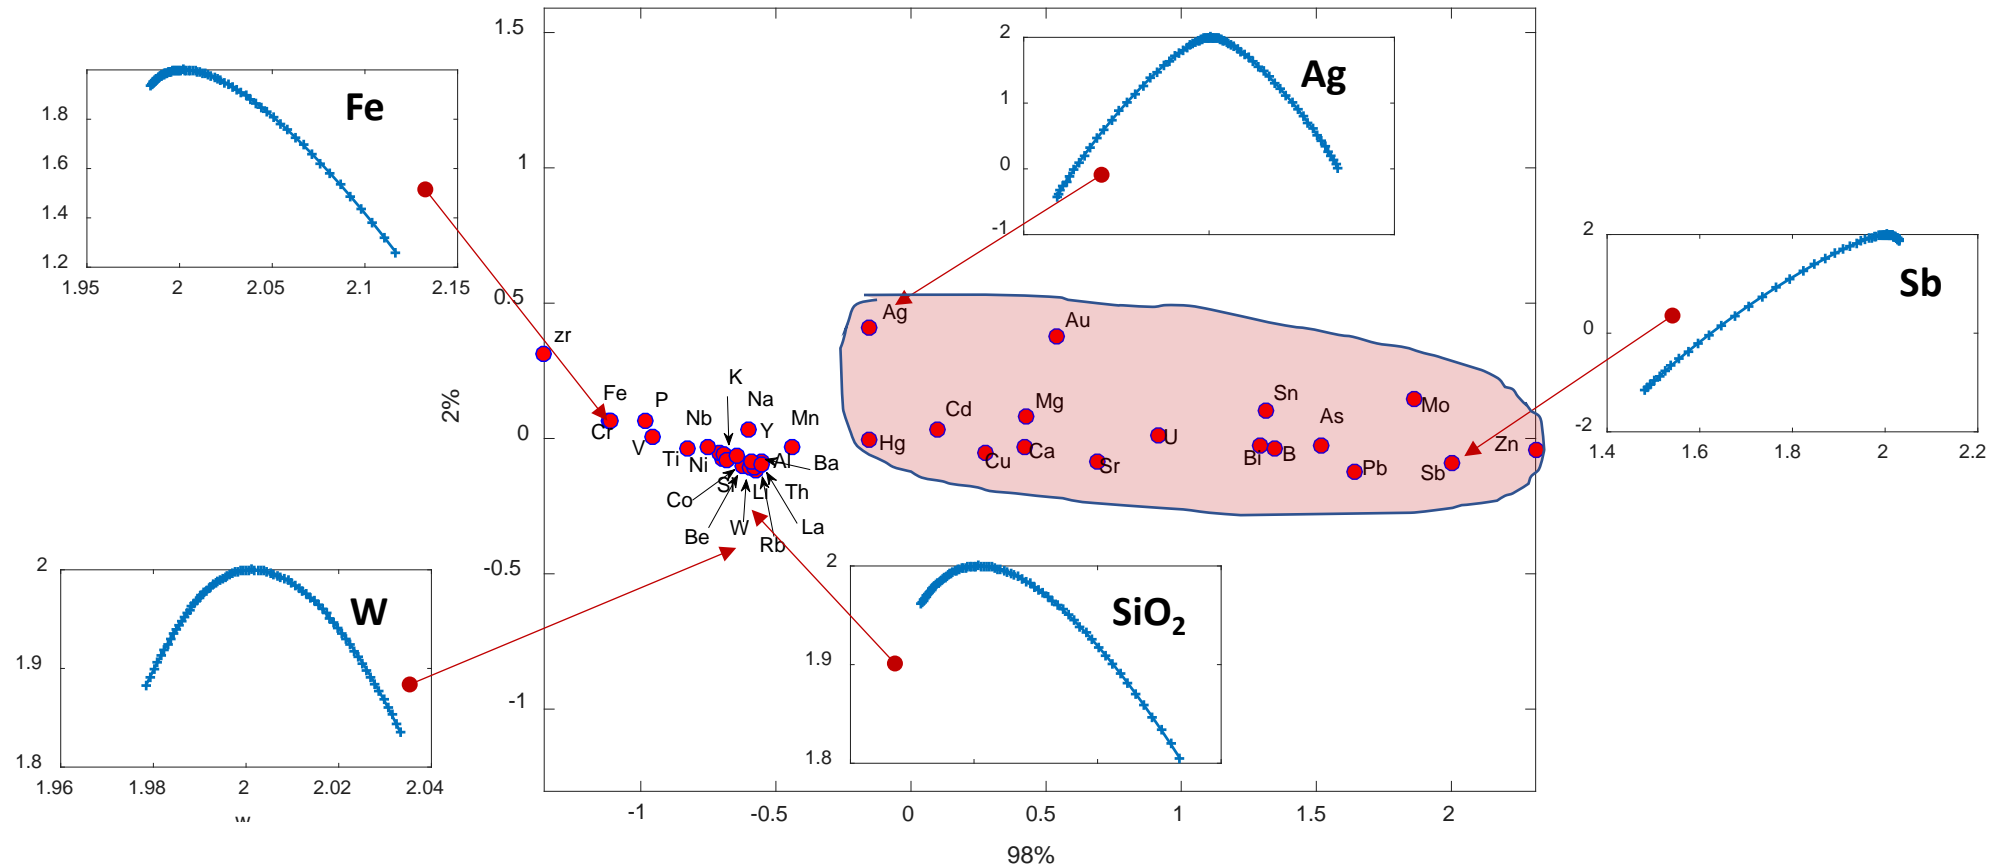 Fe
1.8
1.6
1.4
1.2
1.95
2
2.05
2.1
2.15
Ag
2
1
0
-1
Sb
2
0
-2
1.4
1.6
1.8
2
2.2
W
2
1.9
1.8
1.96
1.98
2
2.02
2.04
w
SiO2
2
1.9
1.8
1.5
1
0.5
0
-0.5
-1
2%
-1
-0.5
0
0.5
1
1.5
2
98%
zr
Fe
Cr
P
V
K
Nb
Na
Y
Mn
Ti
Ni
Al
Ba
Co
Si
Li
Th
Be
W
Rb
La
Ag
Au
Hg
Cd
Mg
Cu
Ca
Sr
U
Sn
As
Bi
B
Pb
Mo
Sb
Zn